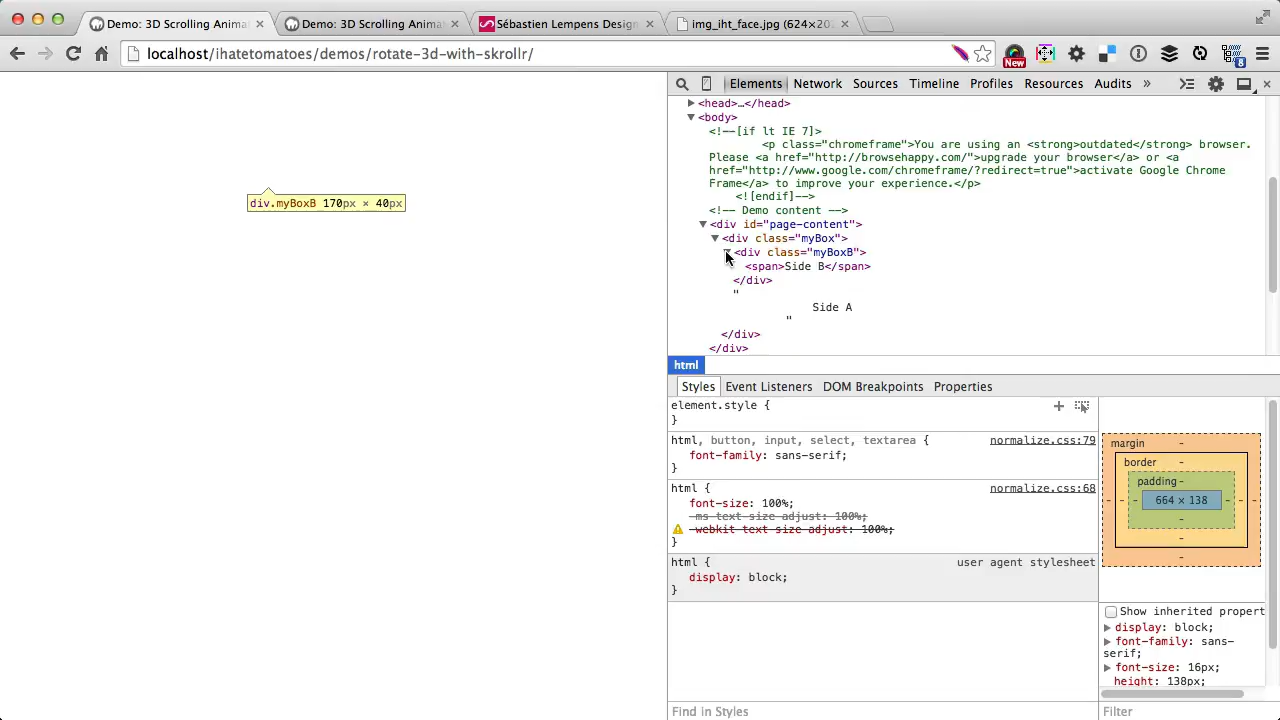 Demo: 3D Scrolling Anima
Demo: 3D Scrolling Anima
Sébastien Lempens Design
img_iht_face.jpg (624×20
localhost/ihatetomatoes/demos/rotate-3d-with-skrollr/
New
8
Elements Network Sources Timeline Profiles Resources Audits »
<head>…</head>
<body>
<!--[if lt IE 7]>
<p class="chromeframe">You are using an <strong>outdated</strong> browser.
Please <a href="http://browsehappy.com/">upgrade your browser</a> or <a
href="http://www.google.com/chromeframe/?redirect=true">activate Google Chrome
Frame</a> to improve your experience.</p>
<![endif]-->
<!-- Demo content -->
<div id="page-content">
<div class="myBox">
<div class="myBoxB">
<span>Side B</span>
</div>
"
Side A
"
</div>
</div>
div.myBoxB 170px × 40px
html
Styles Event Listeners DOM Breakpoints Properties
element.style {
}
html, button, input, select, textarea { normalize.css:79
font-family: sans-serif;
}
html { normalize.css:68
font-size: 100%;
-ms-text-size-adjust: 100%;
-webkit-text-size-adjust: 100%;
}
html { user agent stylesheet
display: block;
}
Find in Styles
margin -
border -
padding -
- - - 664 × 138 - - -
-
-
-
Show inherited propert
display: block;
font-family: sans-
serif;
font-size: 16px;
height: 138px;
Filter